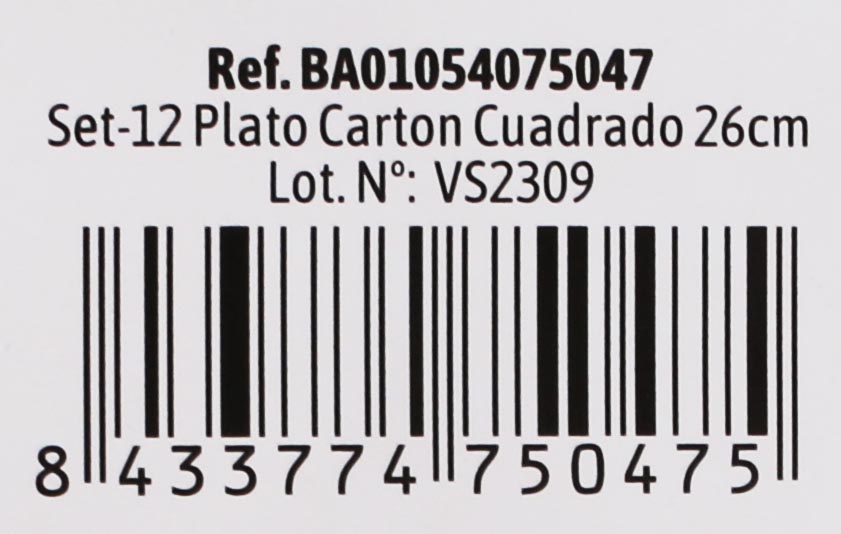 Ref. BA01054075047
Set-12 Plato Carton Cuadrado 26cm
Lot. Nº: VS2309
8 433774 750475